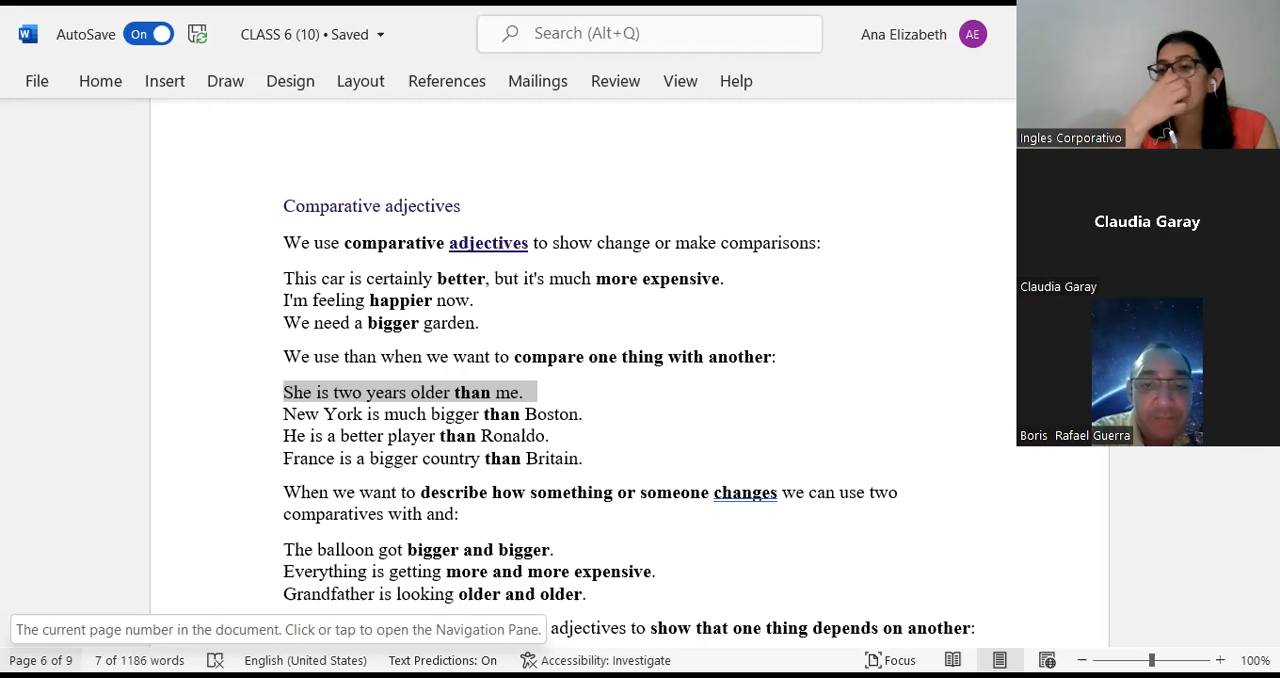 AutoSave On CLASS 6 (10) • Saved Search (Alt+Q) Ana Elizabeth AE
File Home Insert Draw Design Layout References Mailings Review View Help
Comparative adjectives
We use comparative adjectives to show change or make comparisons:
This car is certainly better, but it's much more expensive.
I'm feeling happier now.
We need a bigger garden.
We use than when we want to compare one thing with another:
She is two years older than me.
New York is much bigger than Boston.
He is a better player than Ronaldo.
France is a bigger country than Britain.
When we want to describe how something or someone changes we can use two
comparatives with and:
The balloon got bigger and bigger.
Everything is getting more and more expensive.
Grandfather is looking older and older.
adjectives to show that one thing depends on another:
The current page number in the document. Click or tap to open the Navigation Pane.
Page 6 of 9 7 of 1186 words English (United States) Text Predictions: On Accessibility: Investigate Focus 100%
Ingles Corporativo
Claudia Garay
Claudia Garay
Boris Rafael Guerra